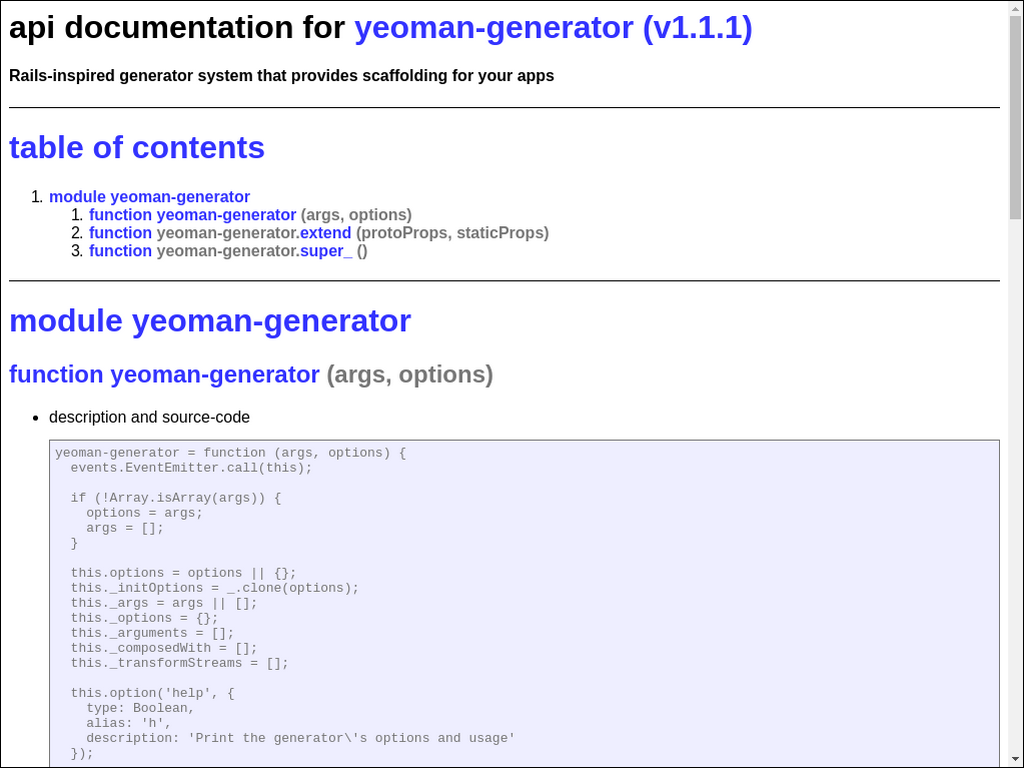 api documentation for yeoman-generator (v1.1.1)
Rails-inspired generator system that provides scaffolding for your apps
table of contents
1. module yeoman-generator
1. function yeoman-generator (args, options)
2. function yeoman-generator.extend (protoProps, staticProps)
3. function yeoman-generator.super_ ()
module yeoman-generator
function yeoman-generator (args, options)
• description and source-code
yeoman-generator = function (args, options) {
  events.EventEmitter.call(this);

  if (!Array.isArray(args)) {
    options = args;
    args = [];
  }

  this.options = options || {};
  this._initOptions = _.clone(options);
  this._args = args || [];
  this._options = {};
  this._arguments = [];
  this._composedWith = [];
  this._transformStreams = [];

  this.option('help', {
    type: Boolean,
    alias: 'h',
    description: 'Print the generator\'s options and usage'
  });